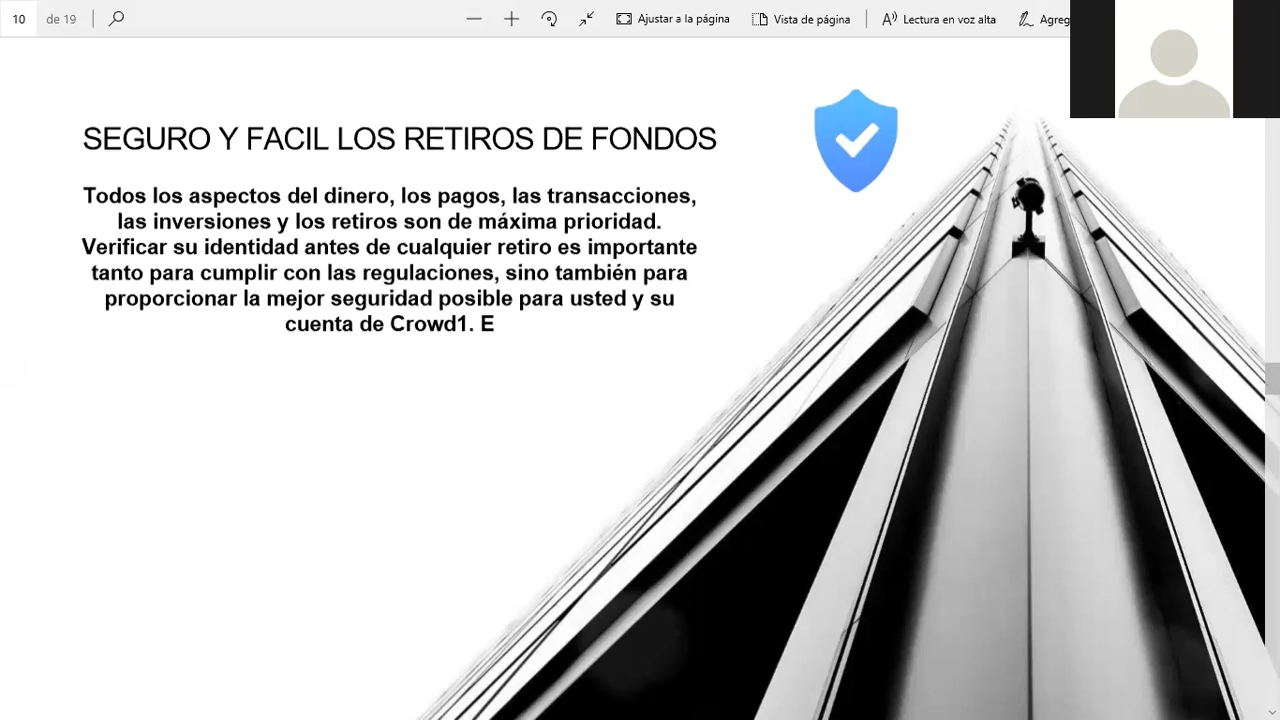 10 de 19 Ajustar a la página Vista de página Lectura en voz alta Agreg
SEGURO Y FACIL LOS RETIROS DE FONDOS
Todos los aspectos del dinero, los pagos, las transacciones,
las inversiones y los retiros son de máxima prioridad.
Verificar su identidad antes de cualquier retiro es importante
tanto para cumplir con las regulaciones, sino también para
proporcionar la mejor seguridad posible para usted y su
cuenta de Crowd1. E